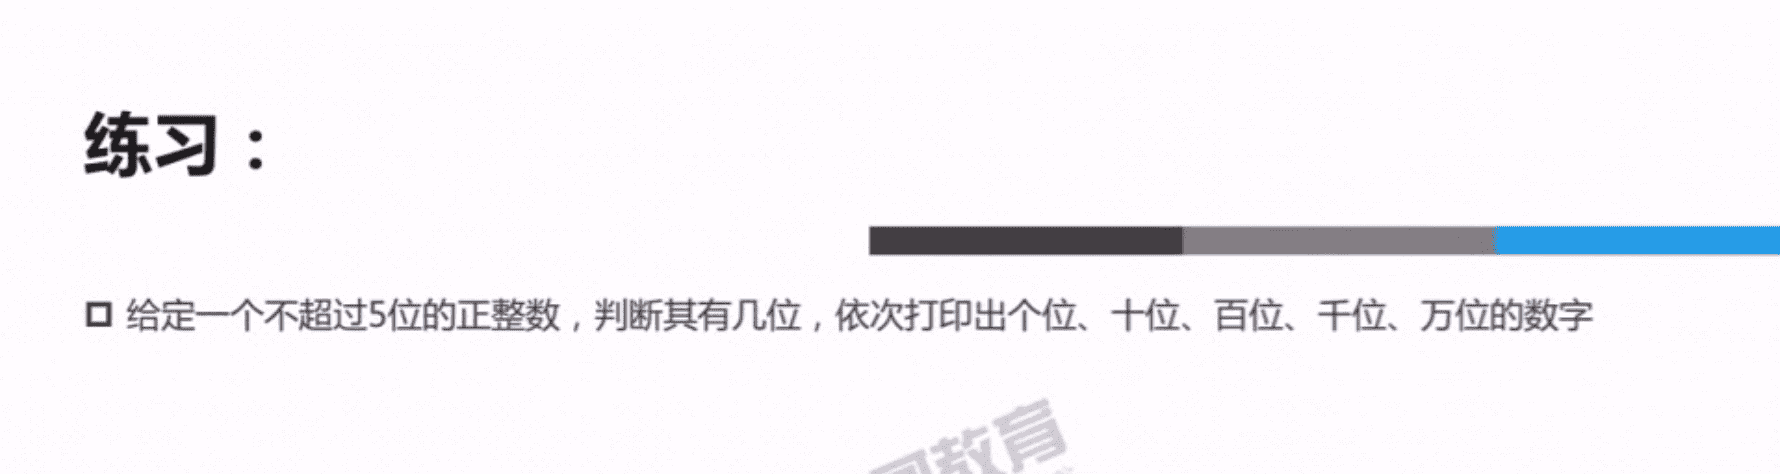 练习：
给定一个不超过5位的正整数，判断其有几位，依次打印出个位、十位、百位、千位、万位的数字
教育